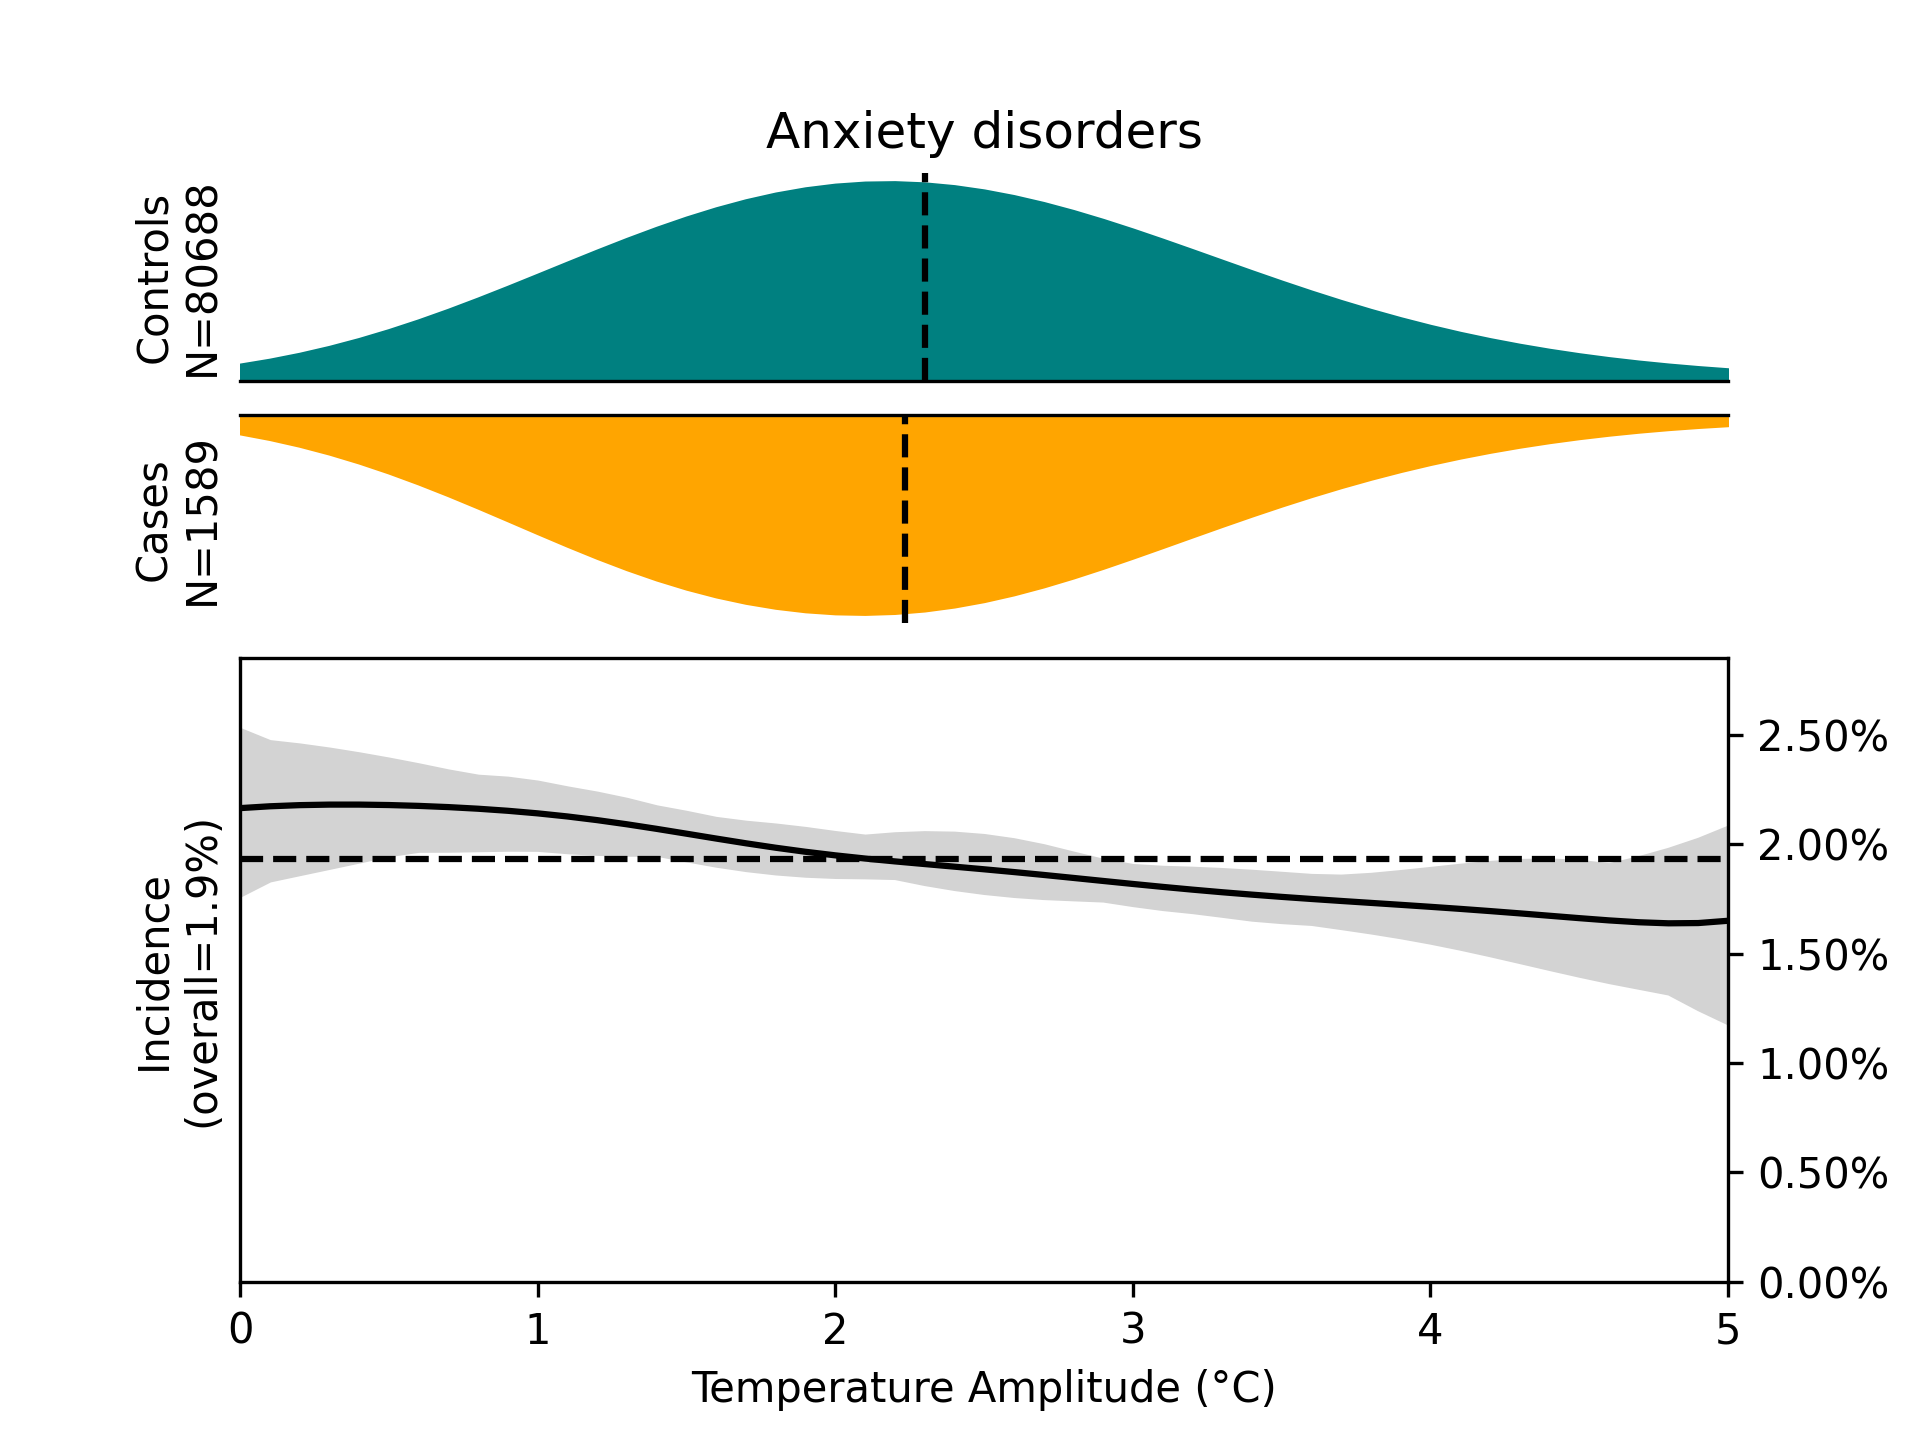 Anxiety disorders
Controls
N=80688
Cases
N=1589
Incidence
(overall=1.9%)
2.50%
2.00%
1.50%
1.00%
0.50%
0.00%
0
1
2
3
4
5
Temperature Amplitude (°C)